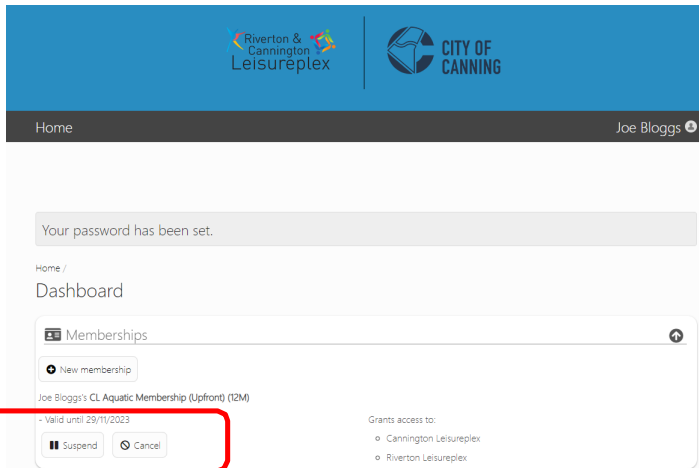 Riverton &
Cannington
Leisureplex
CITY OF
CANNING
Home
Joe Bloggs
Your password has been set.
Home /
Dashboard
Memberships
New membership
Joe Bloggs's CL Aquatic Membership (Upfront) (12M)
- Valid until 29/11/2023
Grants access to:
Suspend
Cancel
Cannington Leisureplex
Riverton Leisureplex